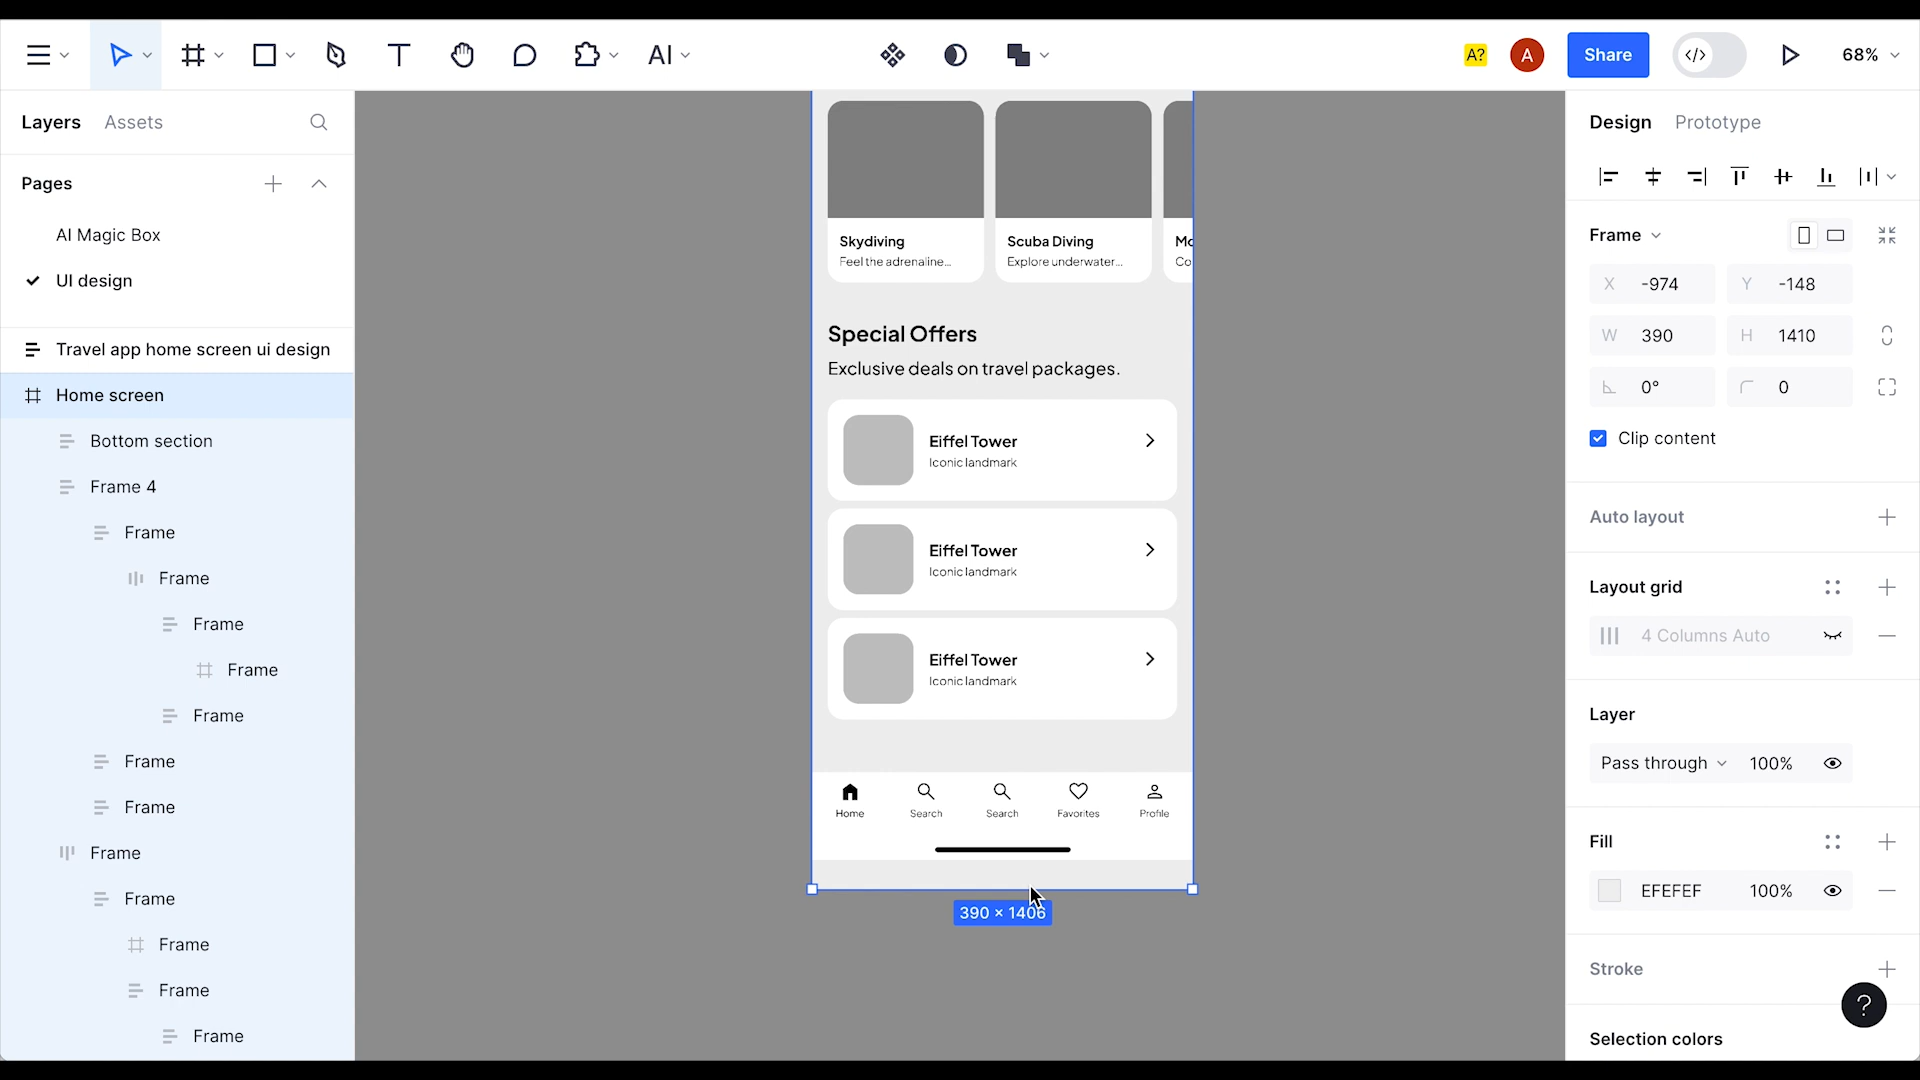 AI
A?
A
Share
</>
68%
Layers Assets
Pages
AI Magic Box
UI design
Travel app home screen ui design
Home screen
Bottom section
Frame 4
Frame
Frame
Frame
Frame
Frame
Frame
Frame
Frame
Frame
Frame
Frame
Frame
Skydiving
Feel the adrenaline...
Scuba Diving
Explore underwater...
Mo
Co
Special Offers
Exclusive deals on travel packages.
Eiffel Tower
Iconic landmark
Eiffel Tower
Iconic landmark
Eiffel Tower
Iconic landmark
Home Search Search Favorites Profile
390 × 1406
Design Prototype
Frame
X -974 Y -148
W 390 H 1410
0° 0
Clip content
Auto layout
Layout grid
4 Columns Auto
Layer
Pass through 100%
Fill
EFEFEF 100%
Stroke
?
Selection colors